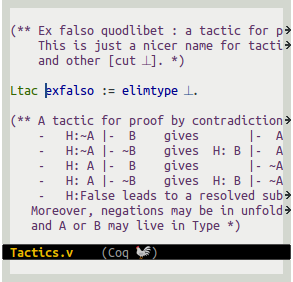 (** Ex falso quodlibet : a tactic for p
This is just a nicer name for tacti
and other [cut ⊥]. *)
Ltac exfalso := elimtype ⊥.
(** A tactic for proof by contradiction
- H:~A |- B gives |- A
- H:~A |- ~B gives H: B |- A
- H: A |- B gives |- ~A
- H: A |- ~B gives H: B |- ~A
- H:False leads to a resolved sub
Moreover, negations may be in unfold
and A or B may live in Type *)
Tactics.v (Coq 🐓)